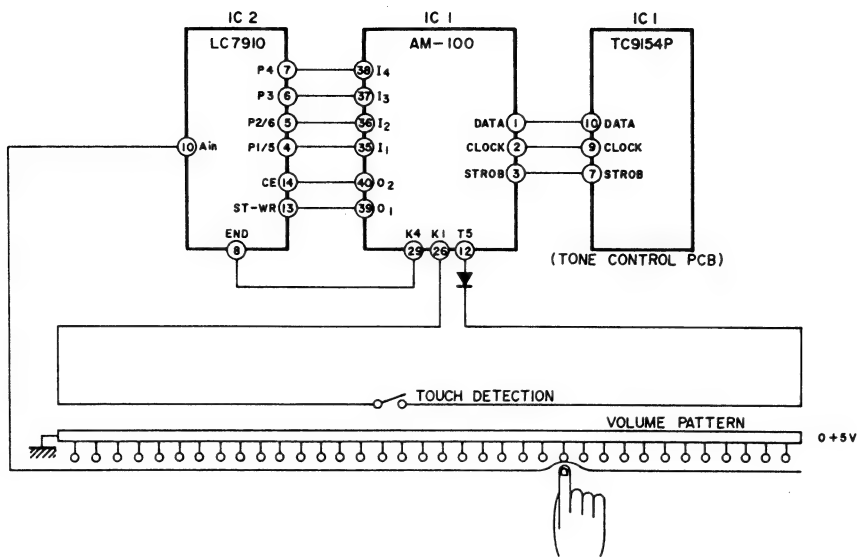 IC 2
IC 1
IC 1
LC7910
AM-100
TC9154P
P4 7
38 I4
P3 6
37 I3
P2/6 5
36 I2
DATA 1
10 DATA
10 Ain
P1/5 4
35 I1
CLOCK 2
9 CLOCK
CE 14
40 O2
STROB 3
7 STROB
ST-WR 13
39 O1
END
8
K4 K1 T5
29 26 12
(TONE CONTROL PCB)
TOUCH DETECTION
VOLUME PATTERN
0+5V